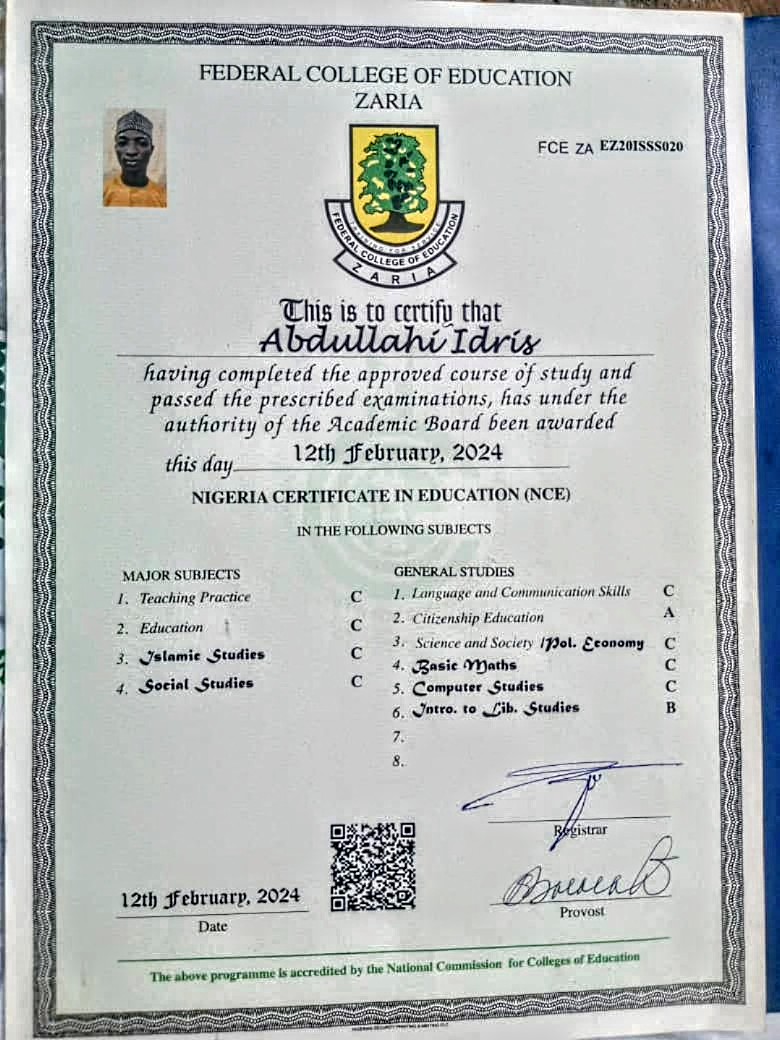 FEDERAL COLLEGE OF EDUCATION
ZARIA
FCE ZA EZ20ISSS020
TRAINING FOR SERVICE
FEDERAL COLLEGE OF EDUCATION
ZARIA
This is to certify that
Abdullahi Idris
having completed the approved course of study and
passed the prescribed examinations, has under the
authority of the Academic Board been awarded
this day 12th February, 2024
NIGERIA CERTIFICATE IN EDUCATION (NCE)
IN THE FOLLOWING SUBJECTS
MAJOR SUBJECTS
1. Teaching Practice C
2. Education C
3. Islamic Studies C
4. Social Studies C
GENERAL STUDIES
1. Language and Communication Skills C
2. Citizenship Education A
3. Science and Society /Pol. Economy C
4. Basic Maths C
5. Computer Studies C
6. Intro. to Lib. Studies B
7.
8.
Registrar
12th February, 2024
Date
Provost
The above programme is accredited by the National Commission for Colleges of Education